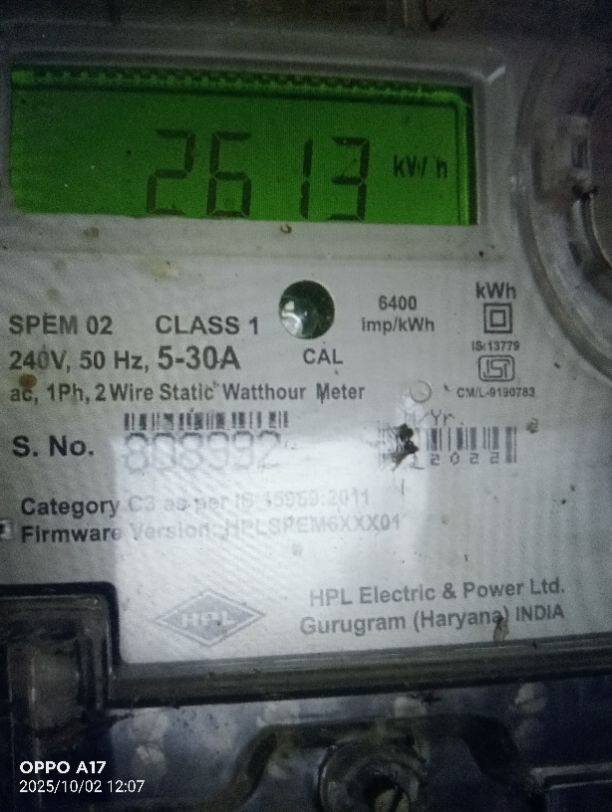 2613 kWh
kWh
SPEM 02 CLASS 1
6400
imp/kWh
IS:13779
240V, 50 Hz, 5-30A
CAL
ac, 1Ph, 2 Wire Static Watthour Meter
CM/L-9190783
/Yr.
S. No. 808992
2022
Category C3 as per IS 15959:2011
Firmware Version: HPLSPEM6XXX01
HPL
HPL Electric & Power Ltd.
Gurugram (Haryana) INDIA
OPPO A17
2025/10/02 12:07